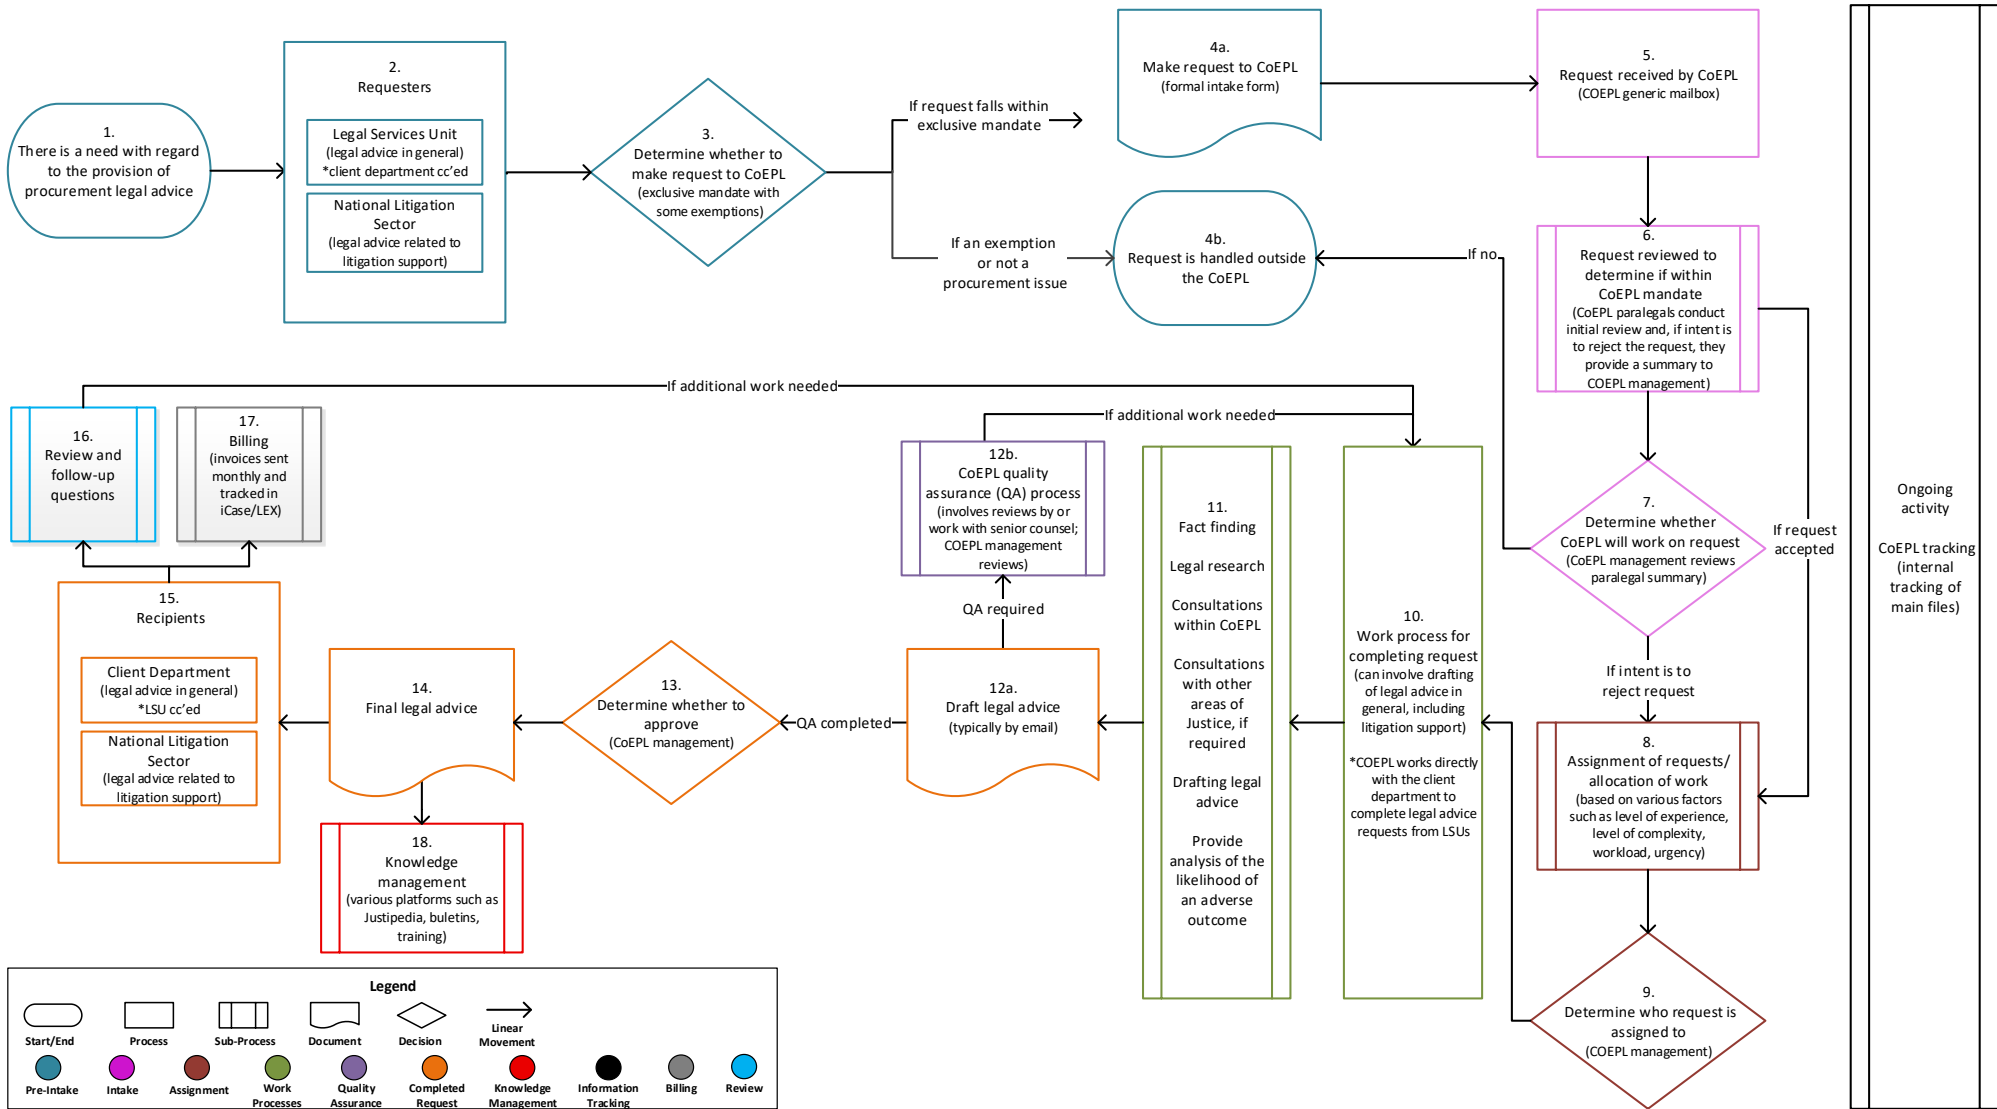 1.
There is a need with regard
to the provision of
procurement legal advice
2.
Requesters
Legal Services Unit
(legal advice in general)
*client department cc'ed
National Litigation
Sector
(legal advice related to
litigation support)
3.
Determine whether to
make request to CoEPL
(exclusive mandate with
some exemptions)
If request falls within
exclusive mandate
If an exemption
or not a
procurement issue
4a.
Make request to CoEPL
(formal intake form)
4b.
Request is handled outside
the CoEPL
5.
Request received by CoEPL
(COEPL generic mailbox)
6.
Request reviewed to
determine if within
CoEPL mandate
(CoEPL paralegals conduct
initial review and, if intent is
to reject the request, they
provide a summary to
COEPL management)
If no
If request
accepted
7.
Determine whether
CoEPL will work on request
(CoEPL management reviews
paralegal summary)
If intent is to
reject request
8.
Assignment of requests/
allocation of work
(based on various factors
such as level of experience,
level of complexity,
workload, urgency)
9.
Determine who request is
assigned to
(COEPL management)
10.
Work process for
completing request
(can involve drafting
of legal advice in
general, including
litigation support)
*COEPL works directly
with the client
department to
complete legal advice
requests from LSUs
11.
Fact finding
Legal research
Consultations
within CoEPL
Consultations
with other
areas of
Justice, if
required
Drafting legal
advice
Provide
analysis of the
likelihood of
an adverse
outcome
12a.
Draft legal advice
(typically by email)
QA required
12b.
CoEPL quality
assurance (QA) process
(involves reviews by or
work with senior counsel;
COEPL management
reviews)
If additional work needed
If additional work needed
QA completed
13.
Determine whether to
approve
(CoEPL management)
14.
Final legal advice
15.
Recipients
Client Department
(legal advice in general)
*LSU cc'ed
National Litigation
Sector
(legal advice related to
litigation support)
16.
Review and
follow-up
questions
17.
Billing
(invoices sent
monthly and
tracked in
iCase/LEX)
18.
Knowledge
management
(various platforms such as
Justipedia, buletins,
training)
Ongoing
activity
CoEPL tracking
(internal
tracking of
main files)
Legend
Start/End
Process
Sub-Process
Document
Decision
Linear
Movement
Pre-Intake
Intake
Assignment
Work
Processes
Quality
Assurance
Completed
Request
Knowledge
Management
Information
Tracking
Billing
Review